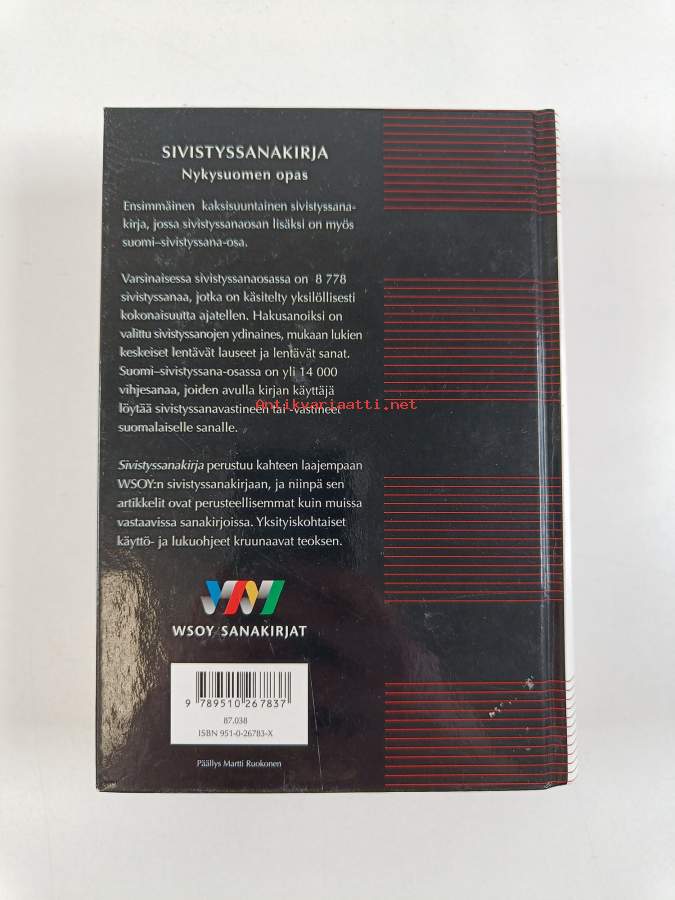 SIVISTYSSANAKIRJA
Nykysuomen opas
Ensimmäinen kaksisuuntainen sivistyssana-
kirja, jossa sivistyssanaosan lisäksi on myös
suomi–sivistyssana-osa.
Varsinaisessa sivistyssanaosassa on 8 778
sivistyssanaa, jotka on käsitelty yksilöllisesti
kokonaisuutta ajatellen. Hakusanoiksi on
valittu sivistyssanojen ydinaines, mukaan lukien
keskeiset lentävät lauseet ja lentävät sanat.
Suomi–sivistyssana-osassa on yli 14 000
vihjesanaa, joiden avulla kirjan käyttäjä
Antikvariaatti.net
löytää sivistyssanavastineen tai -vastineet
suomalaiselle sanalle.
Sivistyssanakirja perustuu kahteen laajempaan
WSOY:n sivistyssanakirjaan, ja niinpä sen
artikkelit ovat perusteellisemmat kuin muissa
vastaavissa sanakirjoissa. Yksityiskohtaiset
käyttö- ja lukuohjeet kruunaavat teoksen.
WSOY SANAKIRJAT
9 789510 267837
87.038
ISBN 951-0-26783-X
Päällys Martti Ruokonen